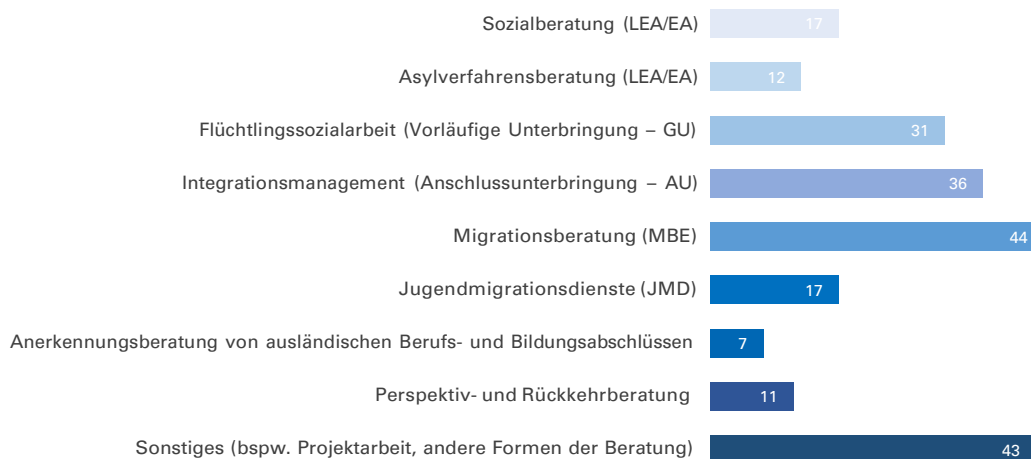 Sozialberatung (LEA/EA) 17
Asylverfahrensberatung (LEA/EA) 12
Flüchtlingssozialarbeit (Vorläufige Unterbringung – GU) 31
Integrationsmanagement (Anschlussunterbringung – AU) 36
Migrationsberatung (MBE) 44
Jugendmigrationsdienste (JMD) 17
Anerkennungsberatung von ausländischen Berufs- und Bildungsabschlüssen 7
Perspektiv- und Rückkehrberatung 11
Sonstiges (bspw. Projektarbeit, andere Formen der Beratung) 43